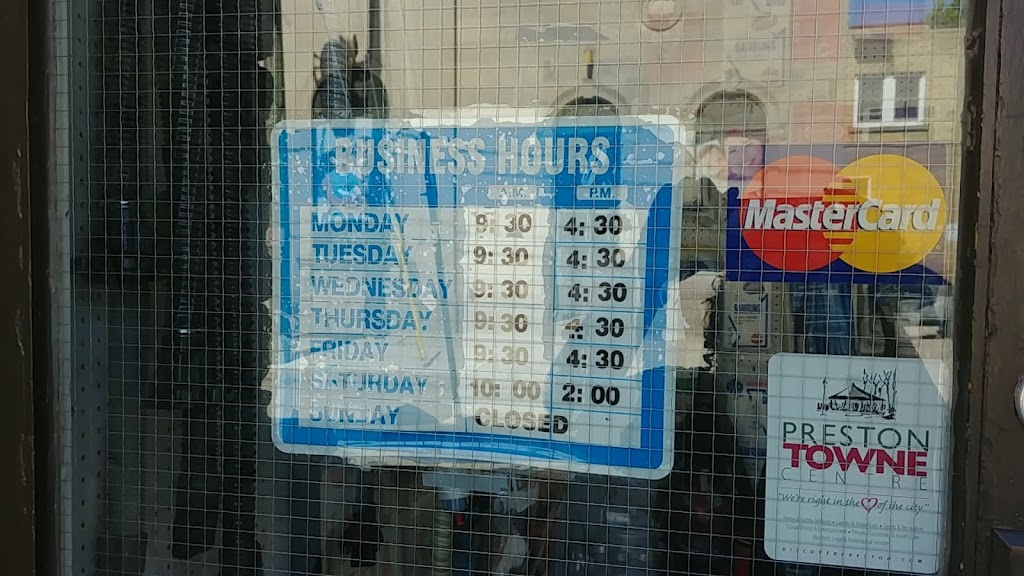 BUSINESS HOURS
A.M. P.M.
MONDAY 9: 30 4: 30
TUESDAY 9: 30 4: 30
WEDNESDAY 9: 30 4: 30
THURSDAY 9: 30 4: 30
FRIDAY 9: 30 4: 30
SATURDAY 10: 00 2: 00
SUNDAY CLOSED
MasterCard
PRESTON
TOWNE
CENTRE
"We're right in the of the city."
DISCOVERPRESTON.COM